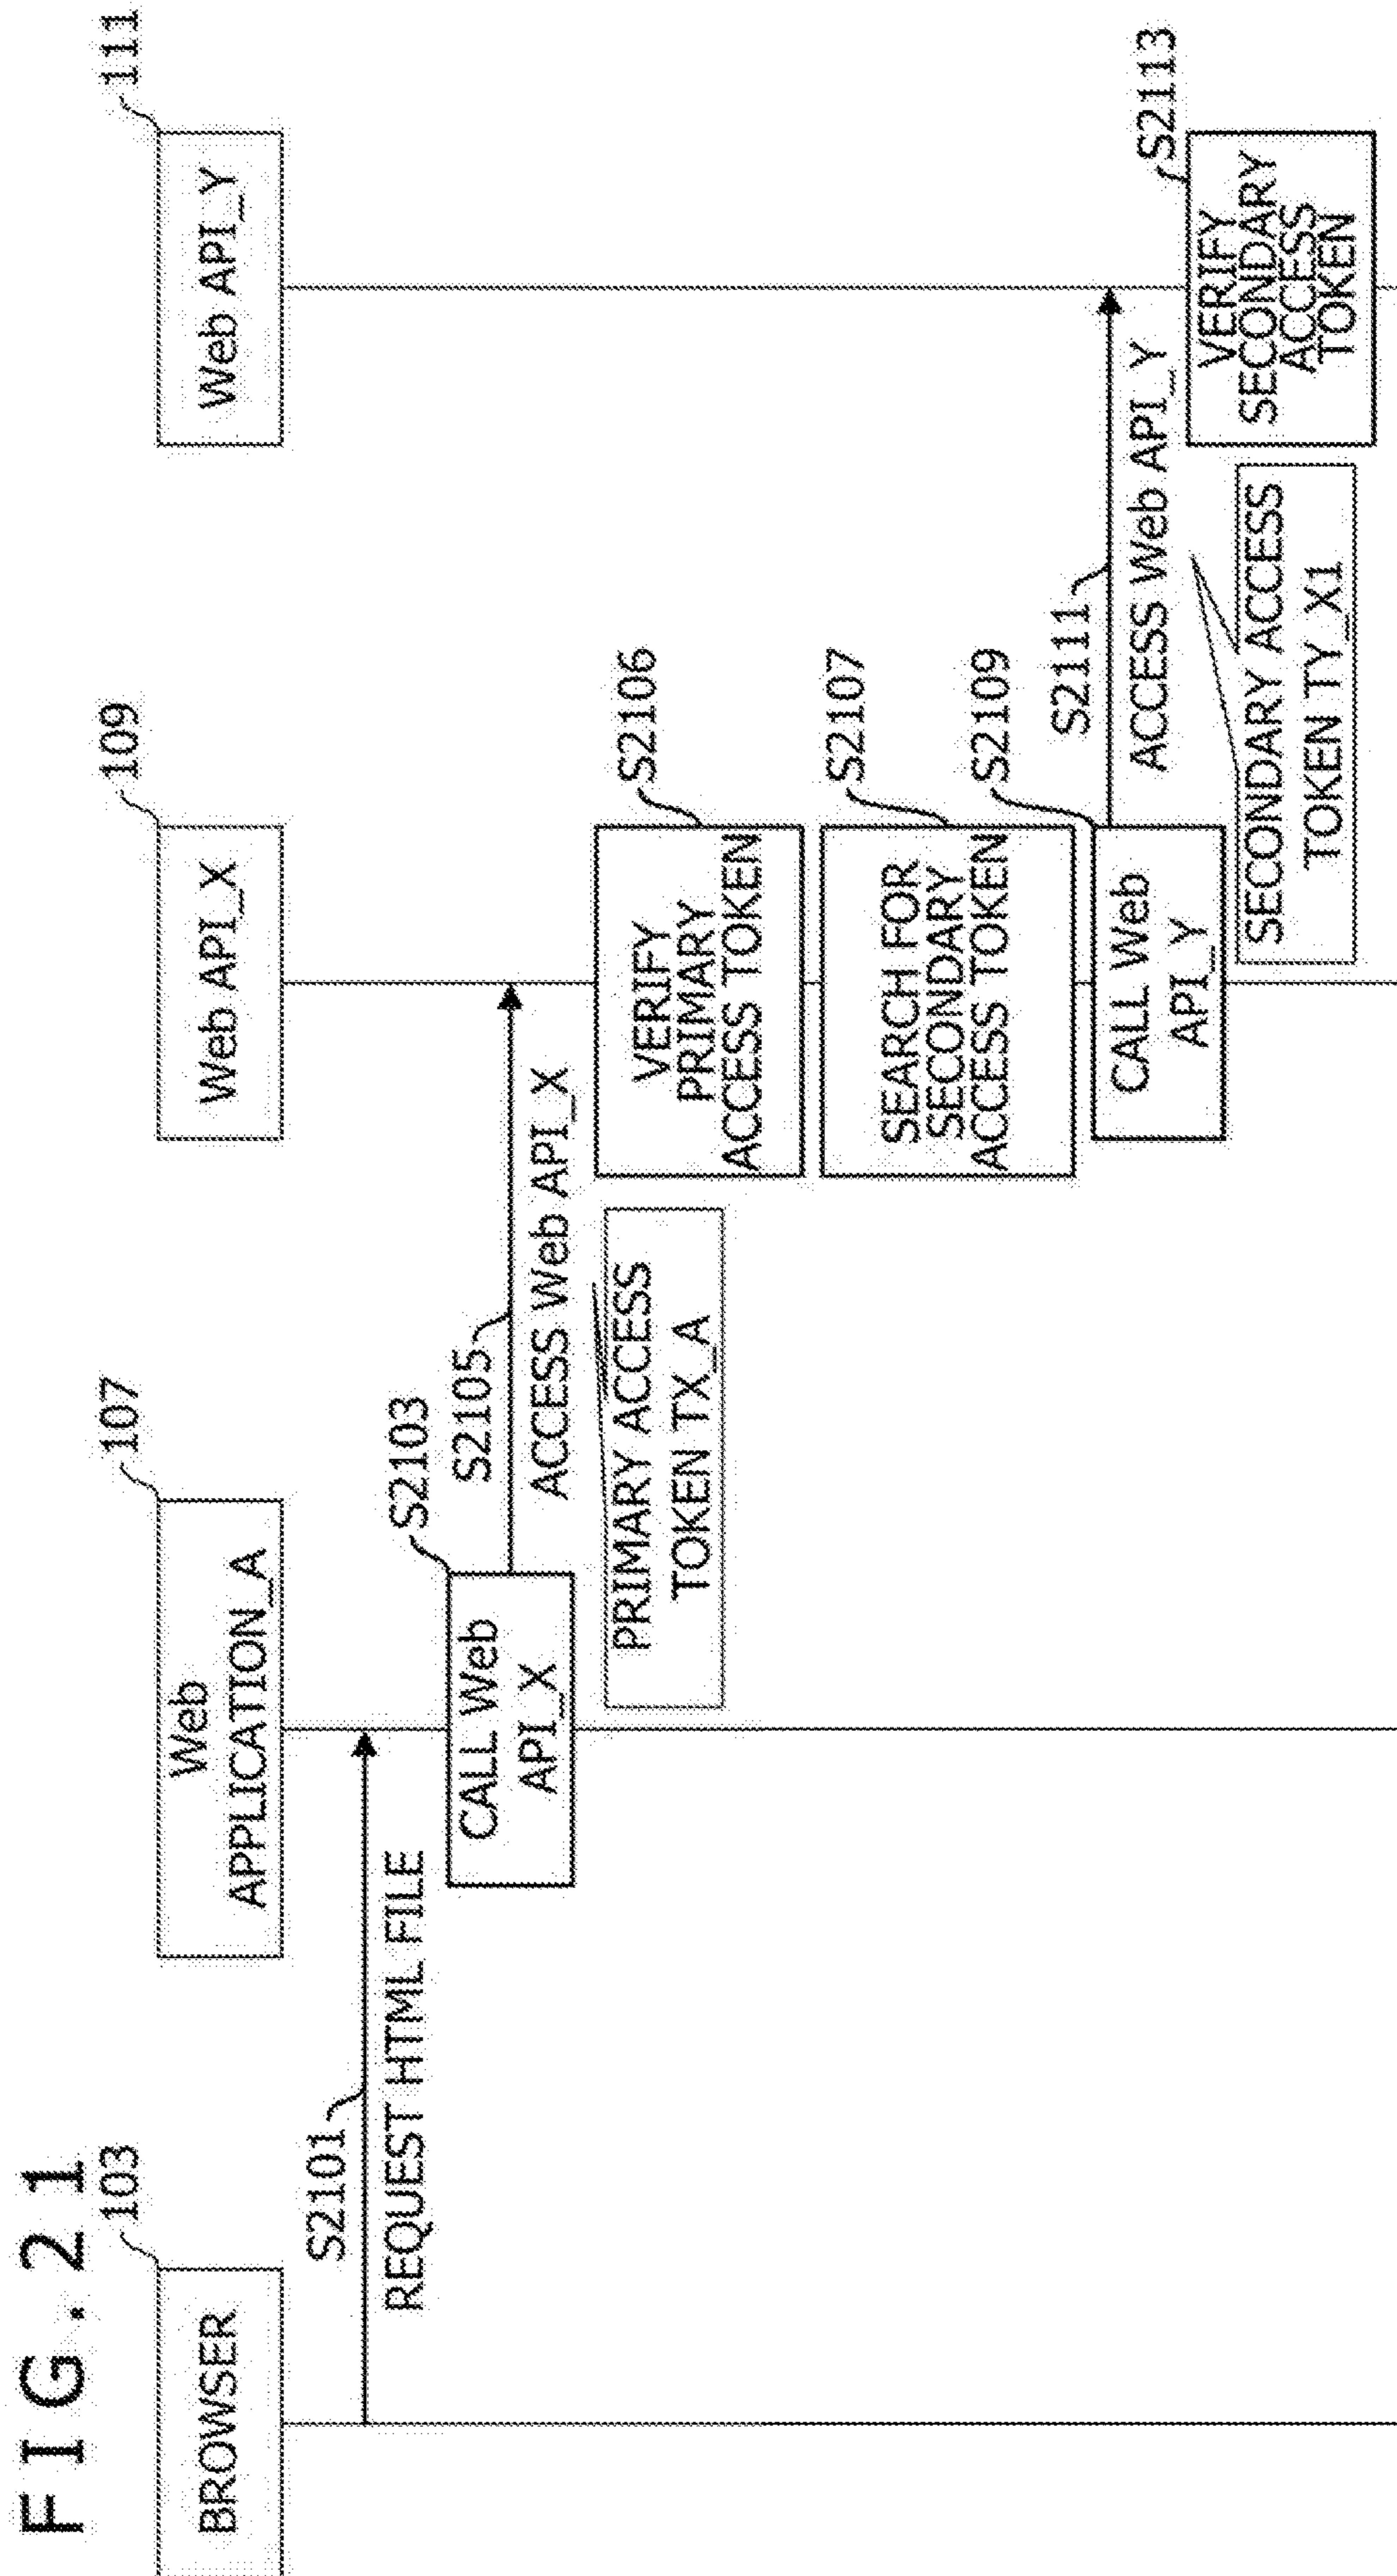 FIG. 21
103
107
109
111
BROWSER
Web
APPLICATION_A
Web API_X
Web API_Y
S2101
REQUEST HTML FILE
S2103
CALL Web
API_X
S2105
ACCESS Web API_X
PRIMARY ACCESS
TOKEN TX_A
S2106
VERIFY
PRIMARY
ACCESS TOKEN
S2107
SEARCH FOR
SECONDARY
ACCESS TOKEN
S2109
CALL Web
API_Y
S2111
ACCESS Web API_Y
SECONDARY ACCESS
TOKEN TY_X1
S2113
VERIFY
SECONDARY
ACCESS
TOKEN